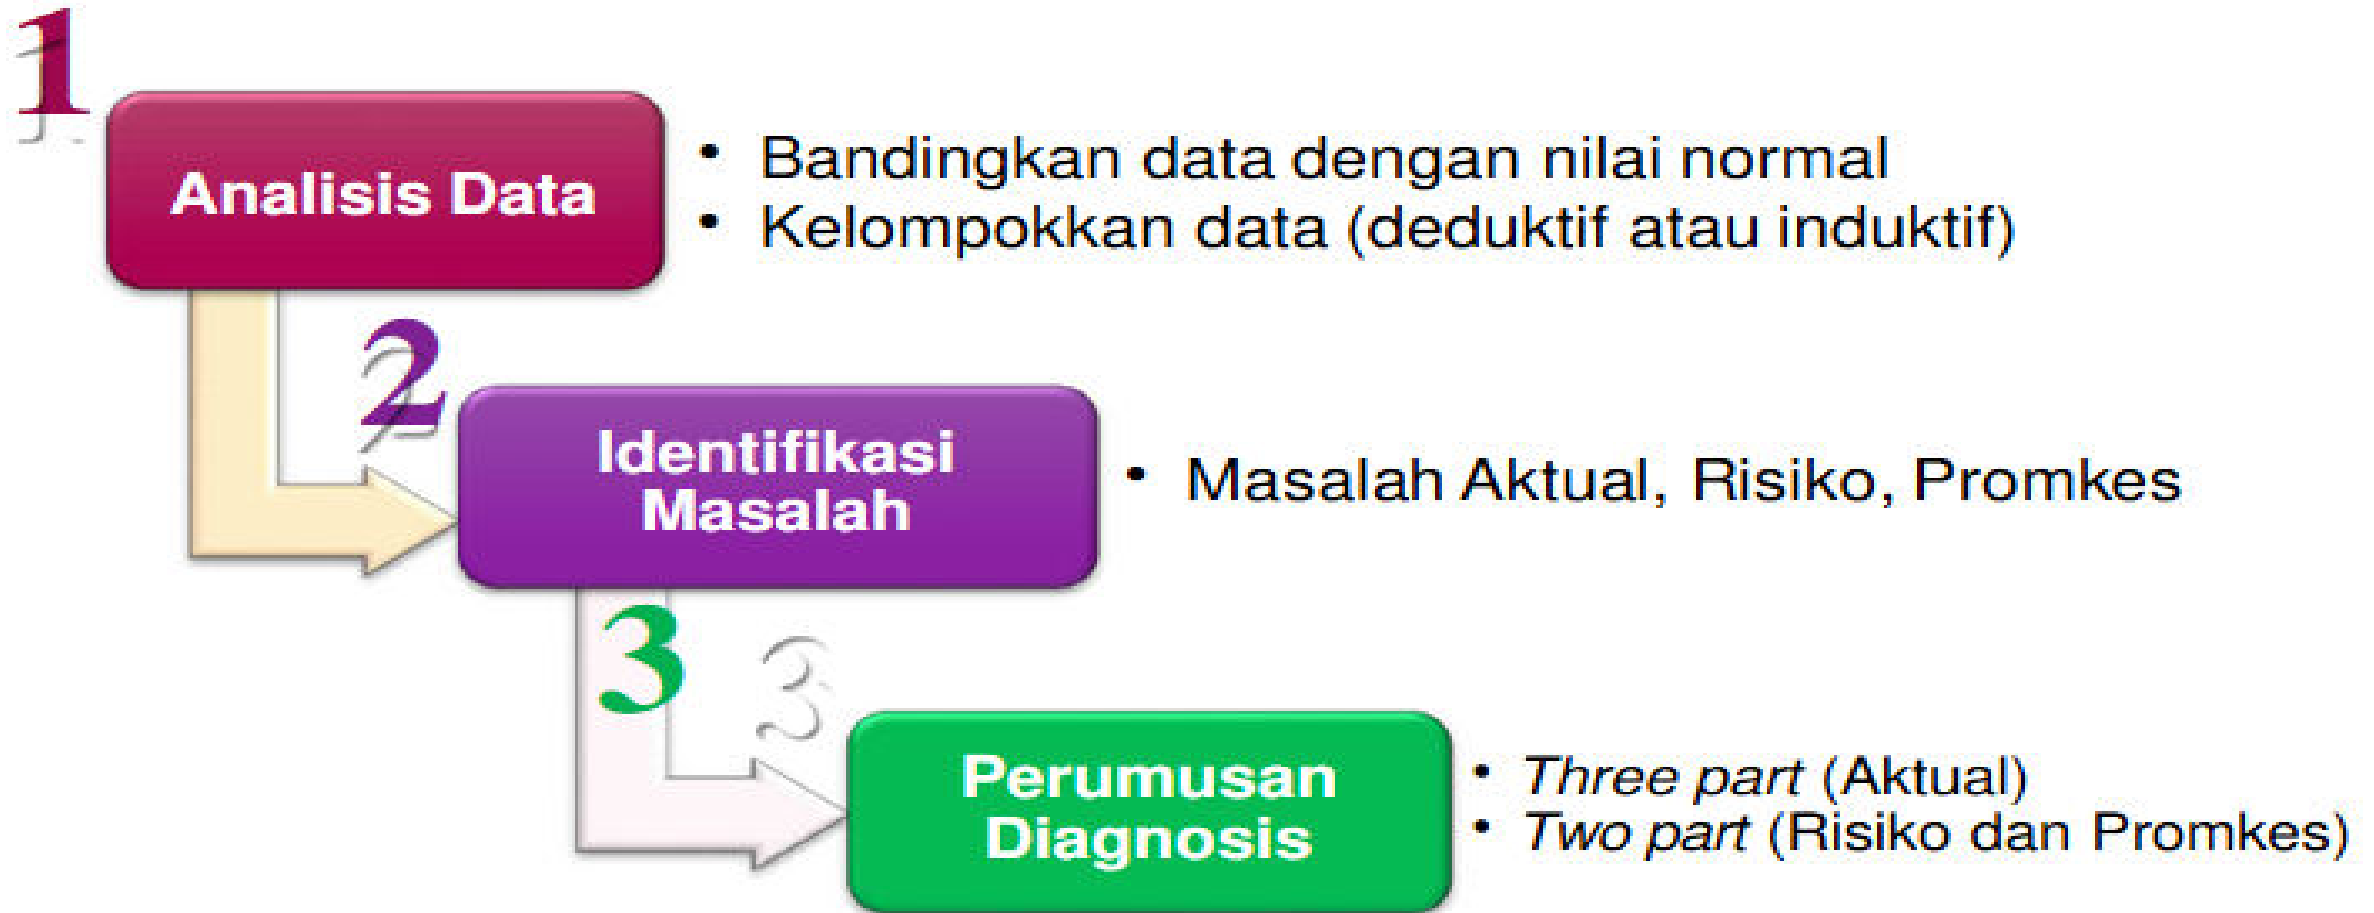 1
Analisis Data
• Bandingkan data dengan nilai normal
• Kelompokkan data (deduktif atau induktif)
2
Identifikasi
Masalah
• Masalah Aktual, Risiko, Promkes
3
Perumusan
Diagnosis
• Three part (Aktual)
• Two part (Risiko dan Promkes)